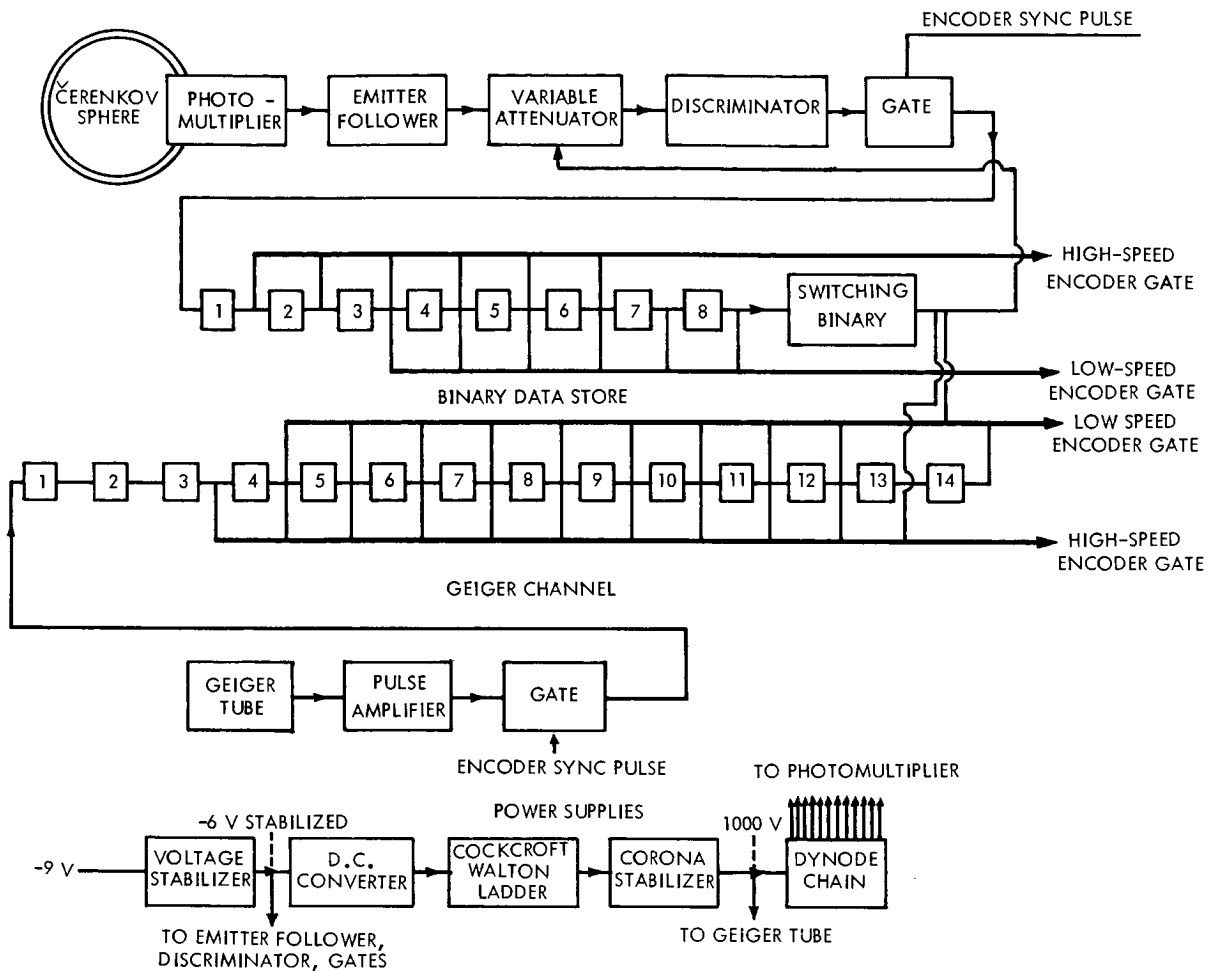 ENCODER SYNC PULSE
ČERENKOV
SPHERE
PHOTO -
MULTIPLIER
EMITTER
FOLLOWER
VARIABLE
ATTENUATOR
DISCRIMINATOR
GATE
HIGH-SPEED
ENCODER GATE
1
2
3
4
5
6
7
8
SWITCHING
BINARY
LOW-SPEED
ENCODER GATE
BINARY DATA STORE
LOW SPEED
ENCODER GATE
1
2
3
4
5
6
7
8
9
10
11
12
13
14
HIGH-SPEED
ENCODER GATE
GEIGER CHANNEL
GEIGER
TUBE
PULSE
AMPLIFIER
GATE
ENCODER SYNC PULSE
TO PHOTOMULTIPLIER
POWER SUPPLIES
-6 V STABILIZED
1000 V
-9 V
VOLTAGE
STABILIZER
D.C.
CONVERTER
COCKCROFT
WALTON
LADDER
CORONA
STABILIZER
DYNODE
CHAIN
TO EMITTER FOLLOWER,
DISCRIMINATOR, GATES
TO GEIGER TUBE